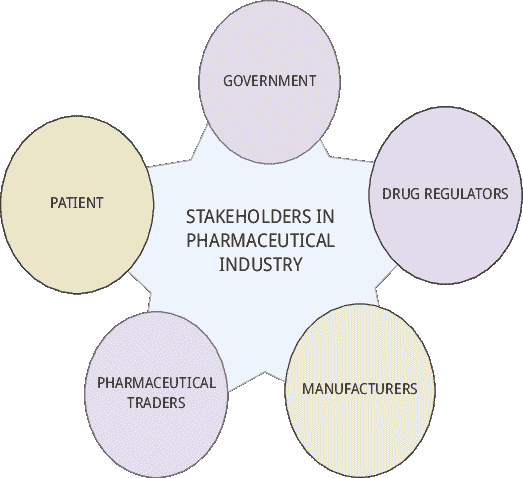 GOVERNMENT
DRUG REGULATORS
PATIENT
STAKEHOLDERS IN
PHARMACEUTICAL
INDUSTRY
PHARMACEUTICAL
TRADERS
MANUFACTURERS